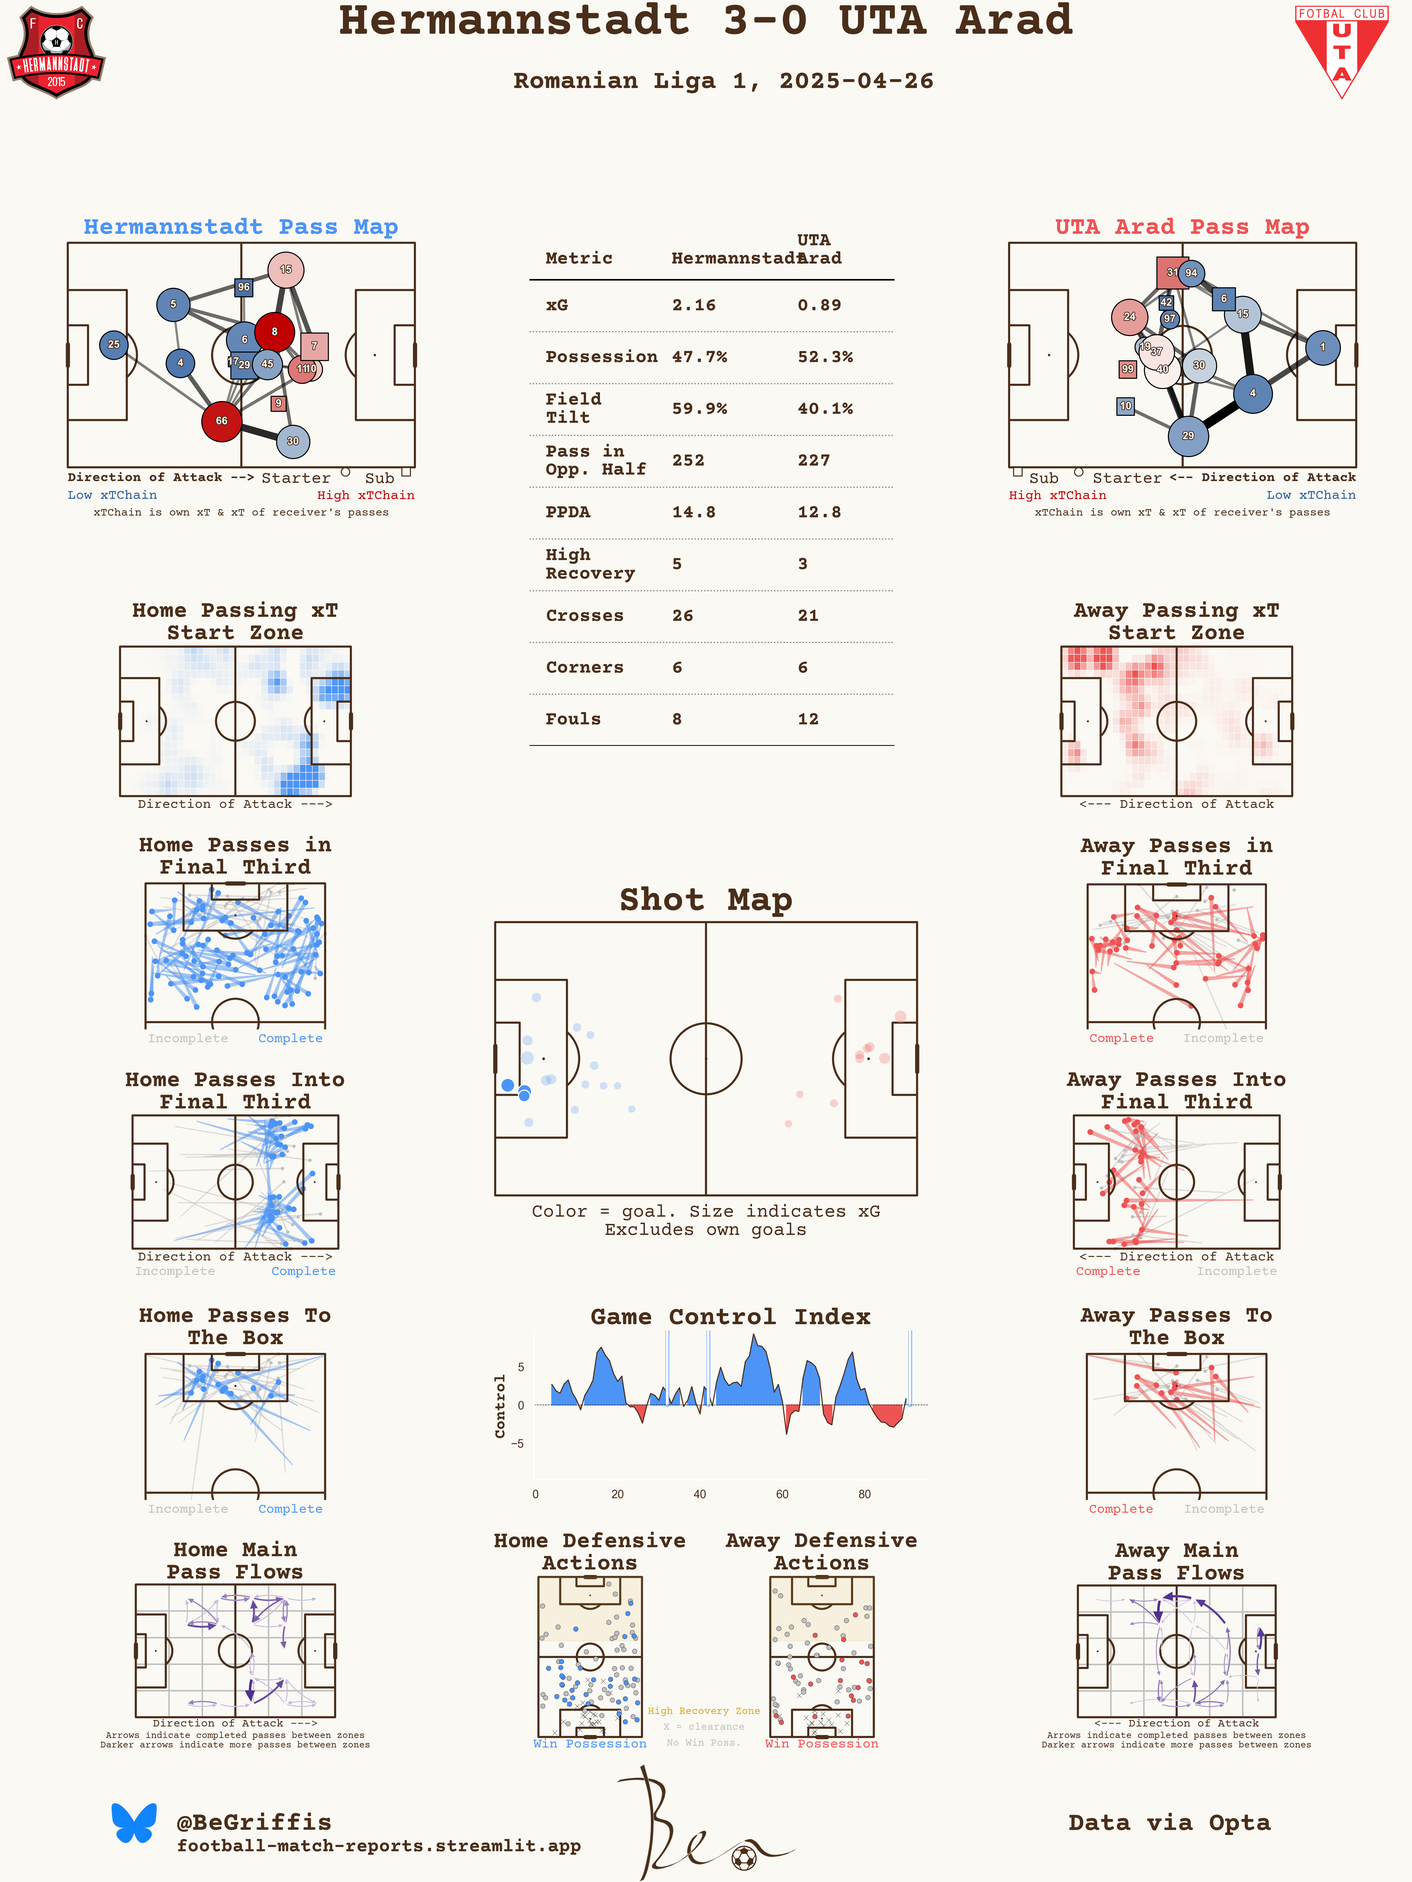 Hermannstadt 3-0 UTA Arad
Romanian Liga 1, 2025-04-26
F C
HERMANNSTADT
2015
FOTBAL CLUB
U
T
A
Hermannstadt Pass Map
15
96
5
8
6
7
25
4
17
29
45
11
10
9
66
30
Direction of Attack --> Starter Sub
Low xTChain High xTChain
xTChain is own xT & xT of receiver's passes
Metric Hermannstadt UTA Arad
xG 2.16 0.89
Possession 47.7% 52.3%
Field
Tilt 59.9% 40.1%
Pass in
Opp. Half 252 227
PPDA 14.8 12.8
High
Recovery 5 3
Crosses 26 21
Corners 6 6
Fouls 8 12
UTA Arad Pass Map
31
94
42
6
24
97
15
19
37
1
99
40
30
4
10
29
Sub Starter <-- Direction of Attack
High xTChain Low xTChain
xTChain is own xT & xT of receiver's passes
Home Passing xT
Start Zone
Direction of Attack --->
Away Passing xT
Start Zone
<--- Direction of Attack
Home Passes in
Final Third
Incomplete Complete
Away Passes in
Final Third
Complete Incomplete
Shot Map
Color = goal. Size indicates xG
Excludes own goals
Home Passes Into
Final Third
Direction of Attack --->
Incomplete Complete
Away Passes Into
Final Third
<--- Direction of Attack
Complete Incomplete
Home Passes To
The Box
Incomplete Complete
Game Control Index
Control
5
0
−5
0 20 40 60 80
Away Passes To
The Box
Complete Incomplete
Home Main
Pass Flows
Direction of Attack --->
Arrows indicate completed passes between zones
Darker arrows indicate more passes between zones
Home Defensive
Actions
Win Possession
Away Defensive
Actions
Win Possession
High Recovery Zone
X = clearance
No Win Poss.
Away Main
Pass Flows
<--- Direction of Attack
Arrows indicate completed passes between zones
Darker arrows indicate more passes between zones
@BeGriffis
football-match-reports.streamlit.app
Ben
Data via Opta